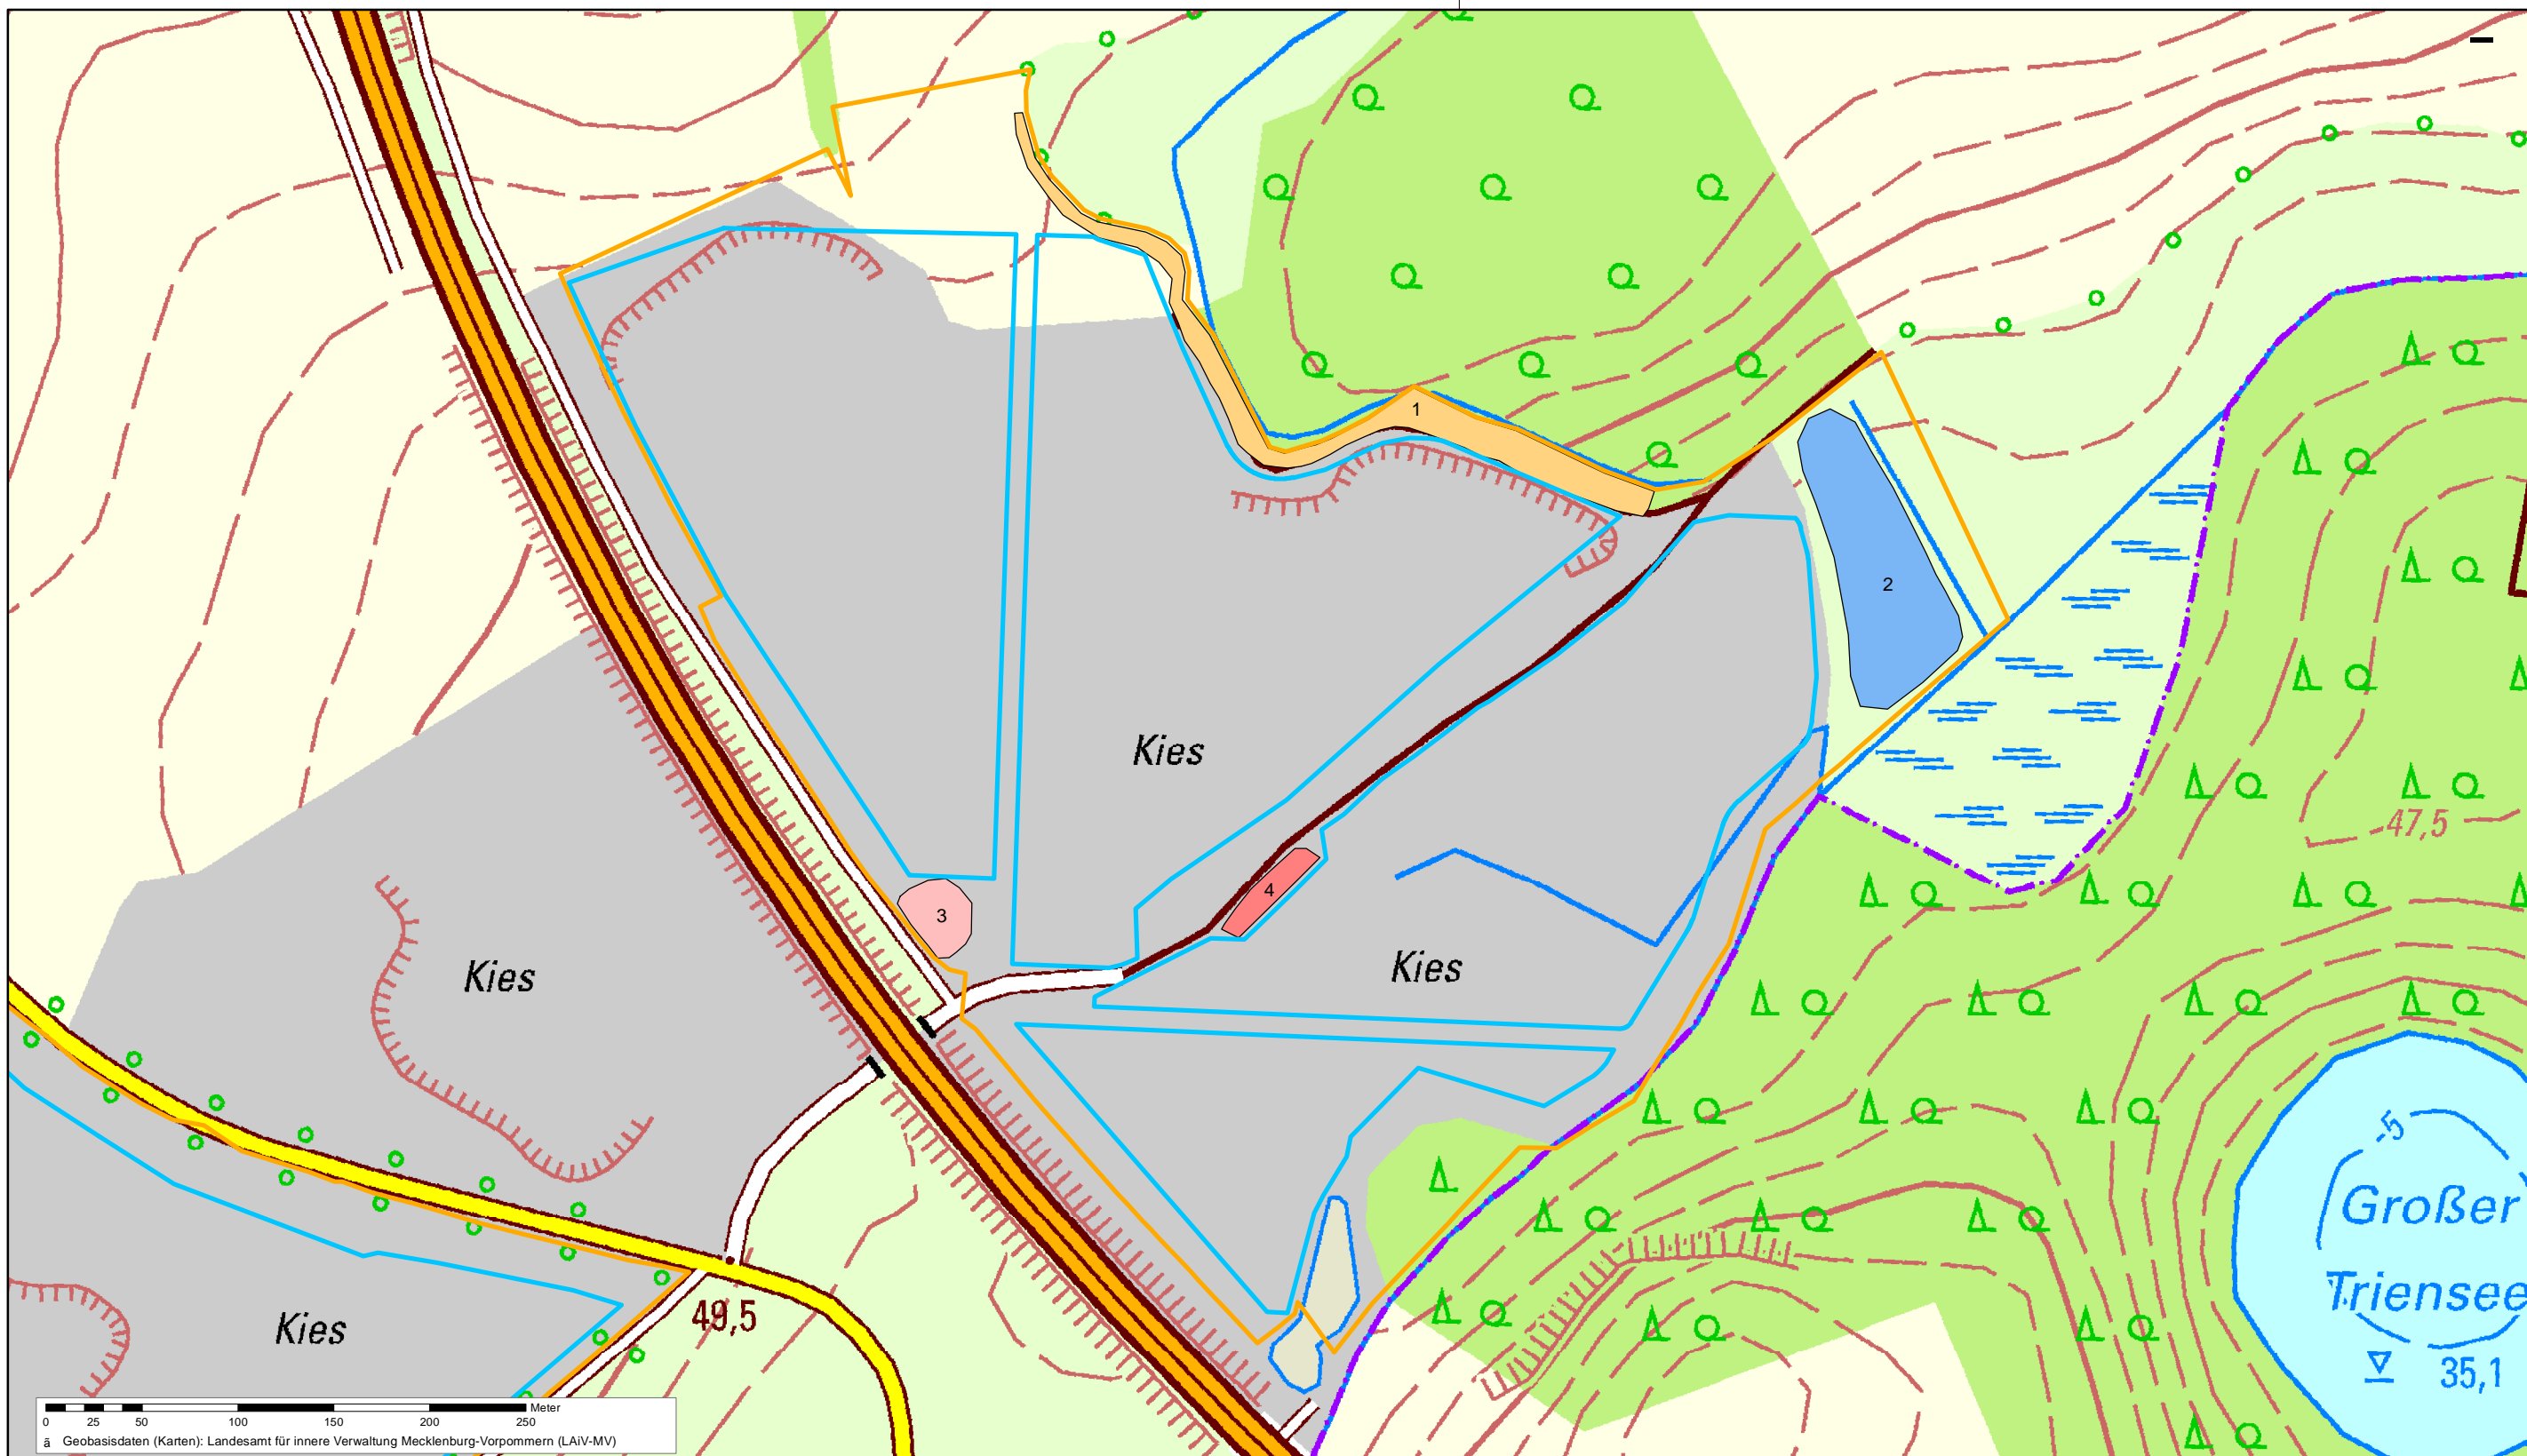 1
2
Kies
3
4
Kies
Kies
47,5
-5
Großer
Triensee
35,1
49,5
Kies
0 25 50 100 150 200 250 Meter
ã Geobasisdaten (Karten): Landesamt für innere Verwaltung Mecklenburg-Vorpommern (LAiV-MV)